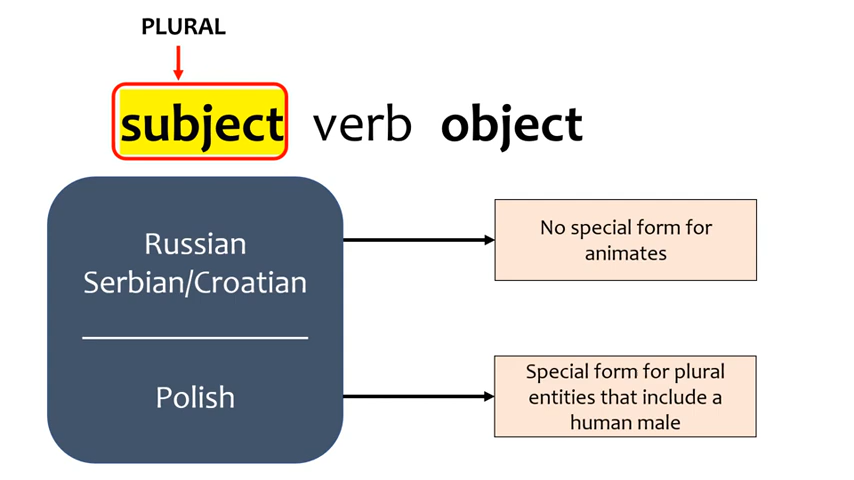 PLURAL
subject verb object
Russian
Serbian/Croatian
No special form for
animates
Polish
Special form for plural
entities that include a
human male